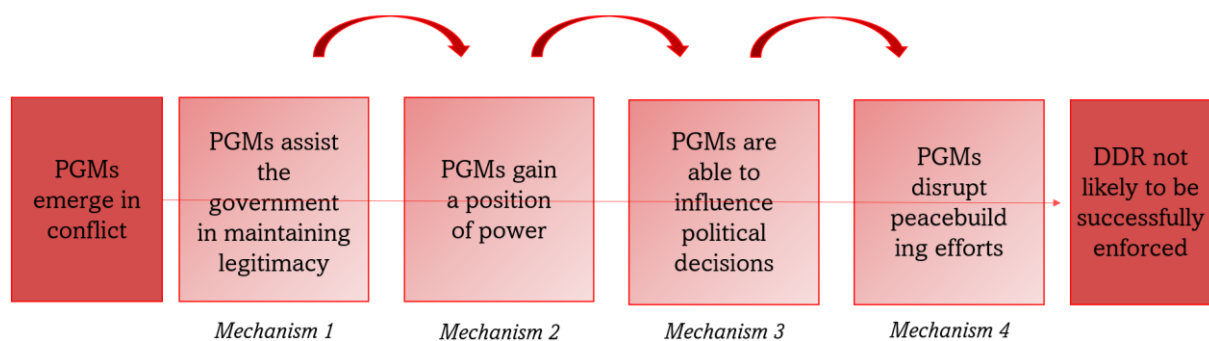 PGMs
emerge in
conflict
PGMs assist
the
government
in maintaining
legitimacy
PGMs gain
a position
of power
PGMs are
able to
influence
political
decisions
PGMs
disrupt
peacebuild
ing efforts
DDR not
likely to be
successfully
enforced
Mechanism 1
Mechanism 2
Mechanism 3
Mechanism 4